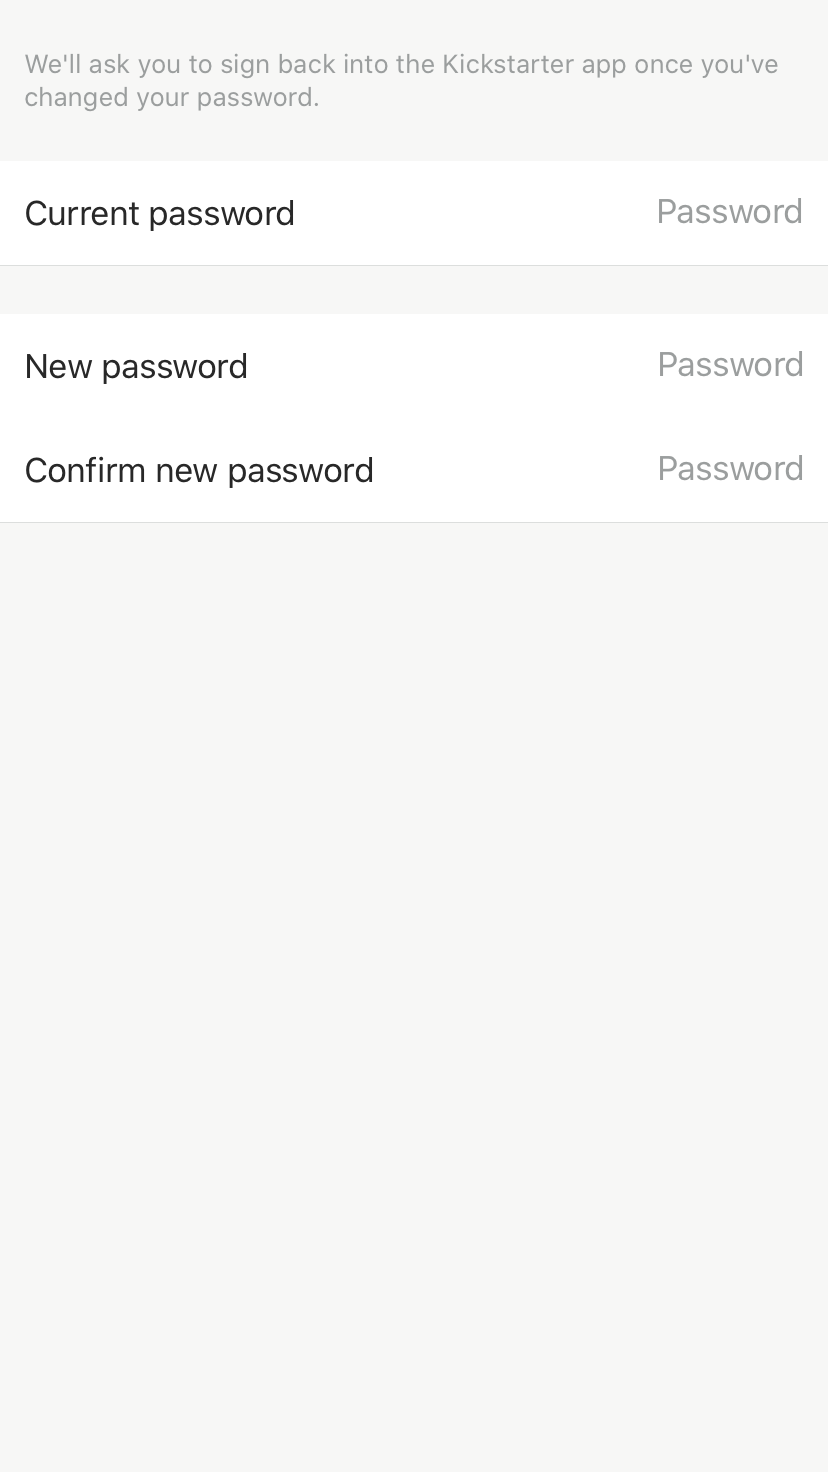 We'll ask you to sign back into the Kickstarter app once you've
changed your password.
Current password Password
New password Password
Confirm new password Password